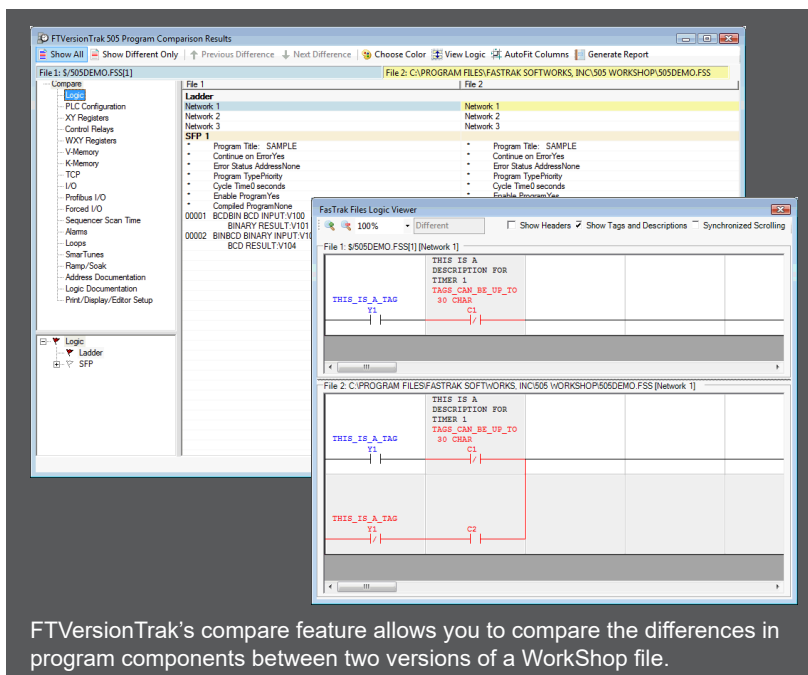 FTVersionTrak 505 Program Comparison Results
Show All Show Different Only Previous Difference Next Difference Choose Color View Logic AutoFit Columns Generate Report
File 1: $/505DEMO.FSS[1] File 2: C:\PROGRAM FILES\FASTRAK SOFTWORKS, INC\505 WORKSHOP\505DEMO.FSS
Compare
Logic
PLC Configuration
XY Registers
Control Relays
WXY Registers
V-Memory
K-Memory
TCP
I/O
Profibus I/O
Forced I/O
Sequencer Scan Time
Alarms
Loops
SmarTunes
Ramp/Soak
Address Documentation
Logic Documentation
Print/Display/Editor Setup
Logic
Ladder
SFP
File 1 File 2
Ladder
Network 1 Network 1
Network 2 Network 2
Network 3 Network 3
SFP 1
* Program Title: SAMPLE * Program Title: SAMPLE
* Continue on ErrorYes * Continue on ErrorYes
* Error Status AddressNone * Error Status AddressNone
* Program TypePriority * Program TypePriority
* Cycle Time0 seconds * Cycle Time0 seconds
* Enable ProgramYes * Enable ProgramYes
* Compiled ProgramNone
00001 BCDBIN BCD INPUT:V100
BINARY RESULT:V101
00002 BINBCD BINARY INPUT:V10
BCD RESULT:V104
FasTrak Files Logic Viewer
100% Different Show Headers Show Tags and Descriptions Synchronized Scrolling
File 1: $/505DEMO.FSS[1] [Network 1]
THIS IS A
DESCRIPTION FOR
TIMER 1
TAGS_CAN_BE_UP_TO
THIS_IS_A_TAG 30 CHAR
Y1 C1
File 2: C:\PROGRAM FILES\FASTRAK SOFTWORKS, INC\505 WORKSHOP\505DEMO.FSS [Network 1]
THIS IS A
DESCRIPTION FOR
TIMER 1
TAGS_CAN_BE_UP_TO
THIS_IS_A_TAG 30 CHAR
Y1 C1
THIS_IS_A_TAG
Y1 C2
FTVersionTrak's compare feature allows you to compare the differences in
program components between two versions of a WorkShop file.